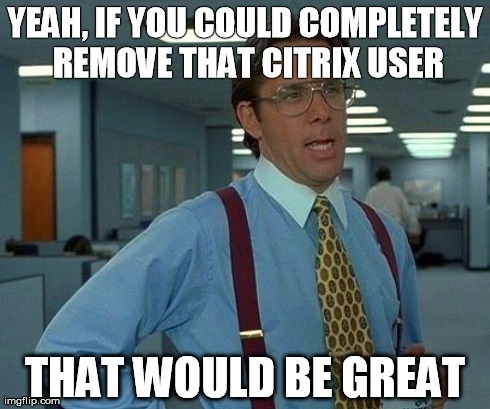 YEAH, IF YOU COULD COMPLETELY
REMOVE THAT CITRIX USER
THAT WOULD BE GREAT
imgflip.com